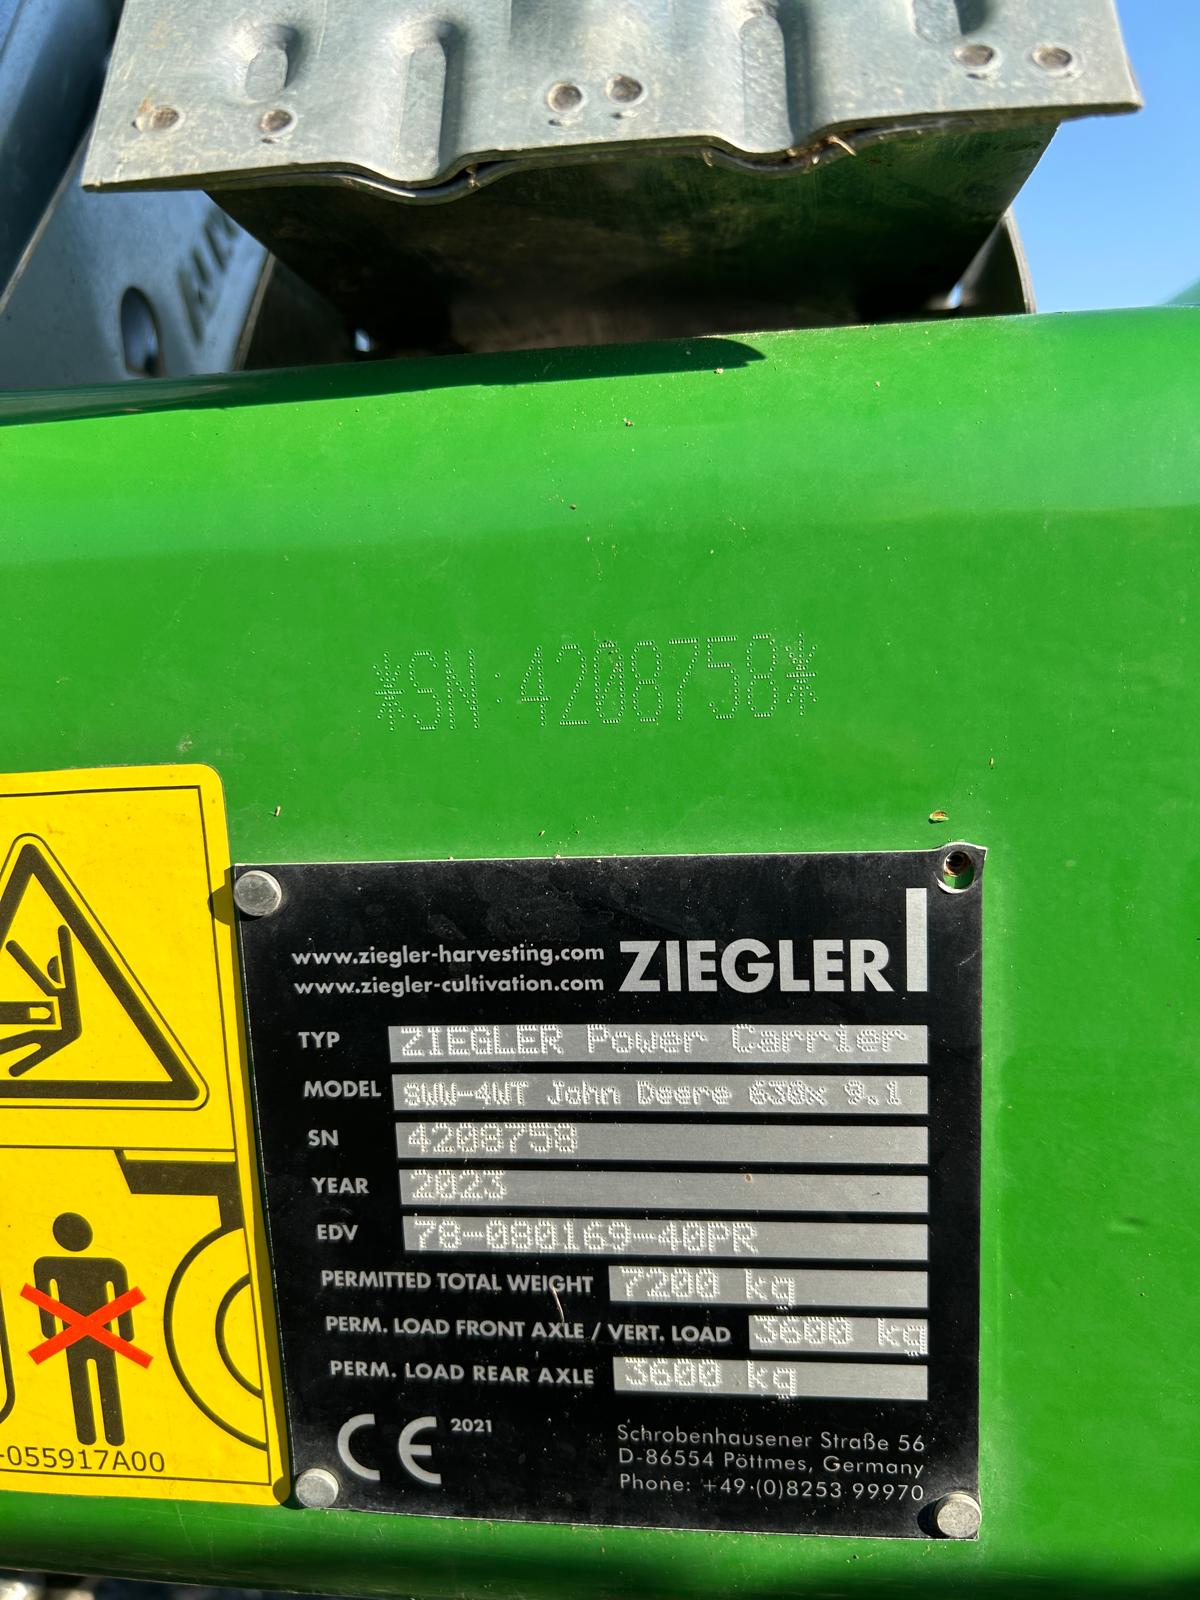 *SN:4208758*
www.ziegler-harvesting.com
www.ziegler-cultivation.com
ZIEGLER
TYP ZIEGLER Power Carrier
MODEL SWW-4WT John Deere 630x 9.1
SN 4208758
YEAR 2023
EDV 78-080169-40PR
PERMITTED TOTAL WEIGHT 7200 kg
PERM. LOAD FRONT AXLE / VERT. LOAD 3600 kg
PERM. LOAD REAR AXLE 3600 kg
CE 2021
Schrobenhausener Straße 56
D-86554 Pöttmes, Germany
Phone: +49·(0)8253 99970
-055917A00